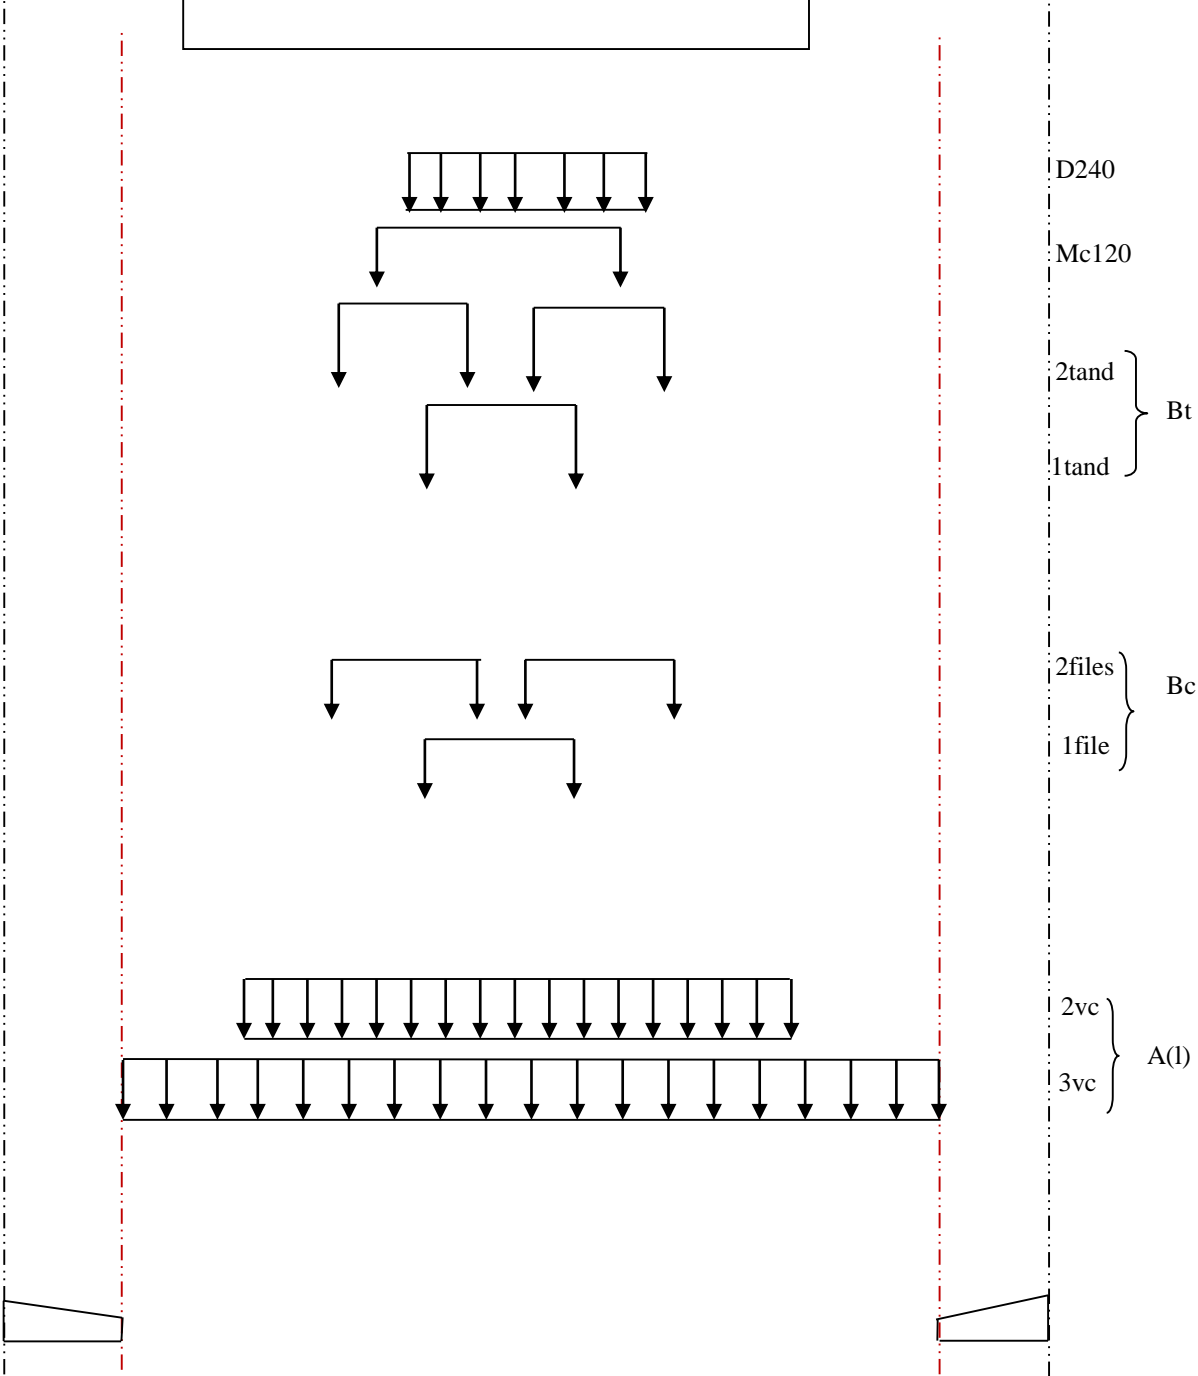 D240
Mc120
2tand
Bt
1tand
2files
Bc
1file
2vc
A(l)
3vc